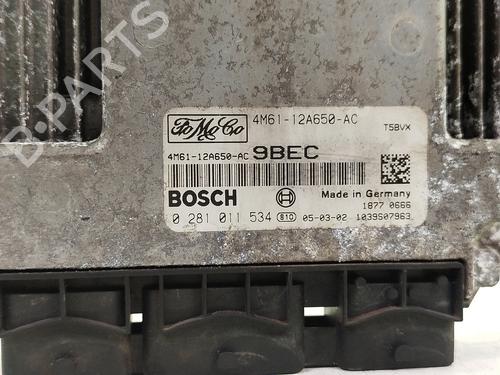 FoMoCo 4M61-12A650-AC T5BVX
4M61-12A650-AC 9BEC
BOSCH Made in Germany
1877 0666
0 281 011 534 810 05-03-02 1039S07963
B-PARTS